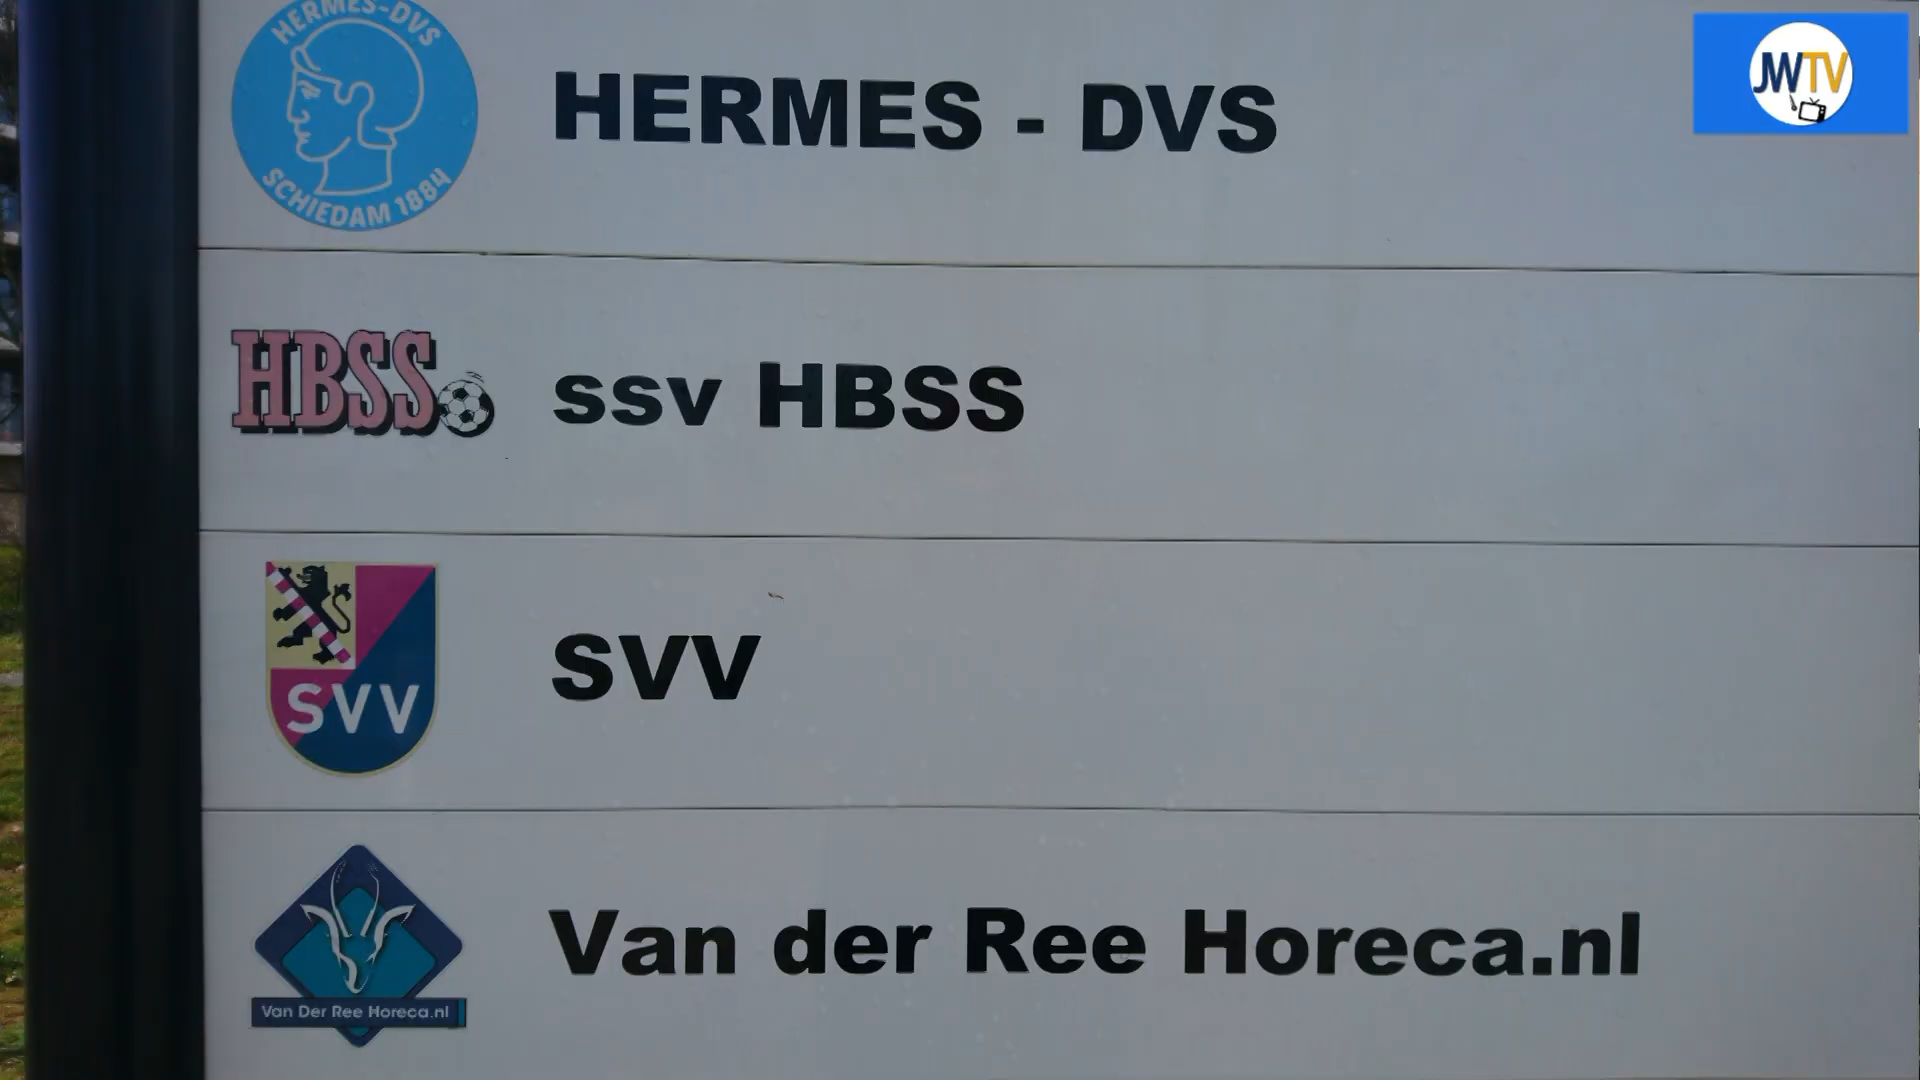 HERMES-DVS
SCHIEDAM 1884
HERMES - DVS
JWTV
HBSS
ssv HBSS
SVV
SVV
Van Der Ree Horeca.nl
Van der Ree Horeca.nl